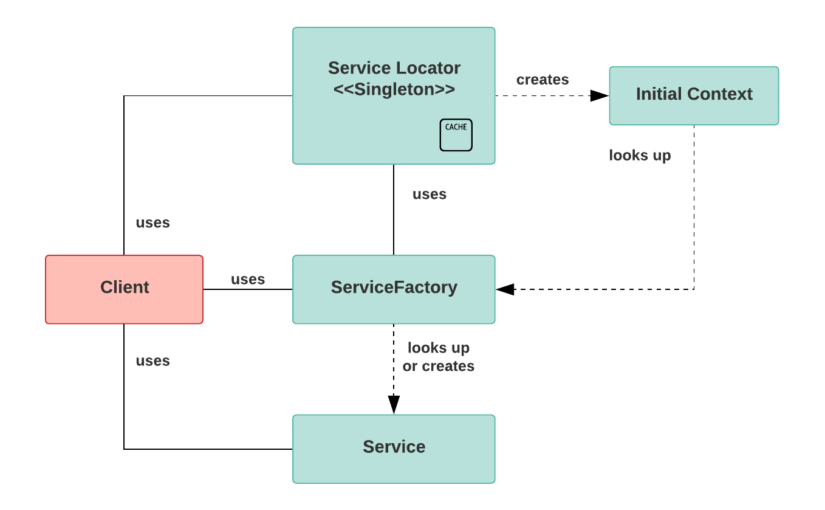 Service Locator
<<Singleton>>
CACHE
creates
Initial Context
looks up
uses
uses
Client
uses
ServiceFactory
uses
looks up
or creates
Service